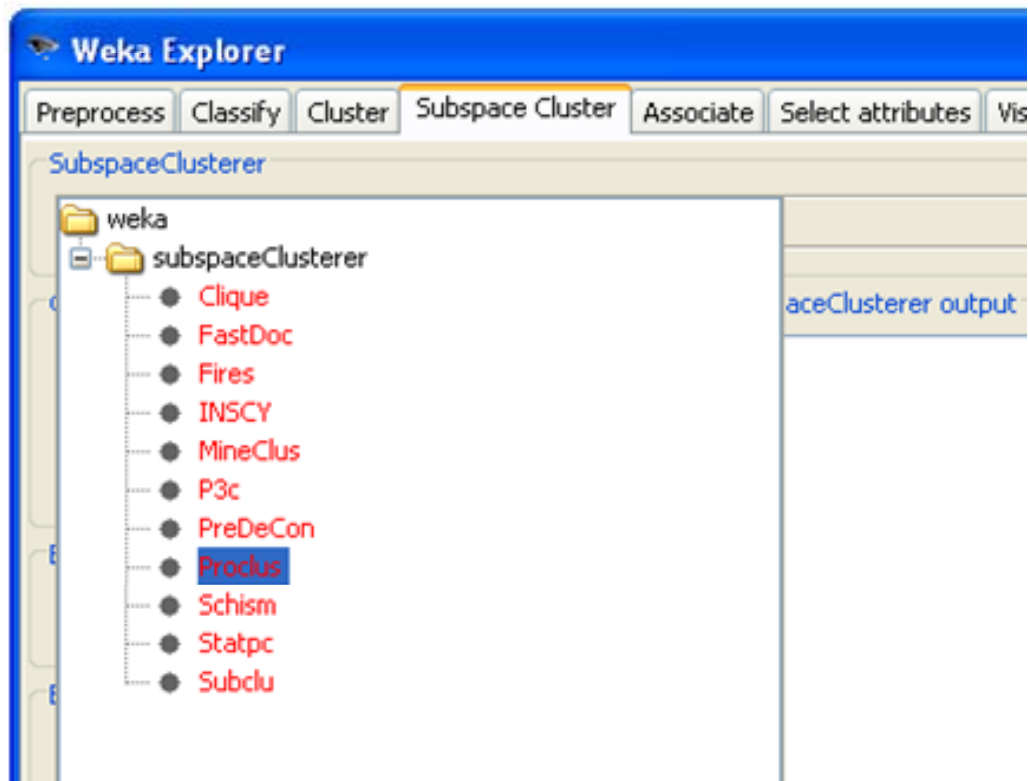 Weka Explorer
Preprocess Classify Cluster Subspace Cluster Associate Select attributes Vis
SubspaceClusterer
weka
subspaceClusterer
Clique
aceClusterer output
FastDoc
Fires
INSCY
MineClus
P3c
PreDeCon
Proclus
Schism
Statpc
Subclu